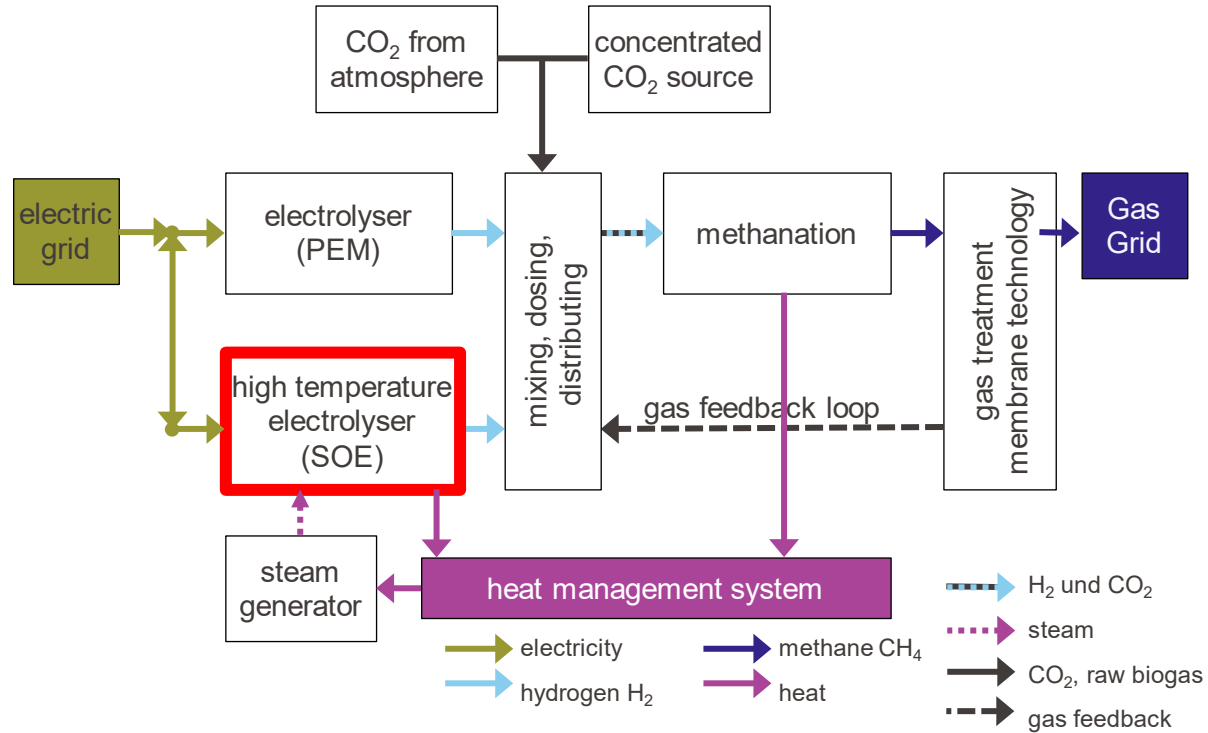 CO₂ from
atmosphere
concentrated
CO₂ source
electric
grid
electrolyser
(PEM)
mixing, dosing,
distributing
methanation
gas treatment
membrane technology
Gas
Grid
high temperature
electrolyser
(SOE)
gas feedback loop
steam
generator
heat management system
electricity
hydrogen H₂
methane CH₄
heat
H₂ und CO₂
steam
CO₂, raw biogas
gas feedback